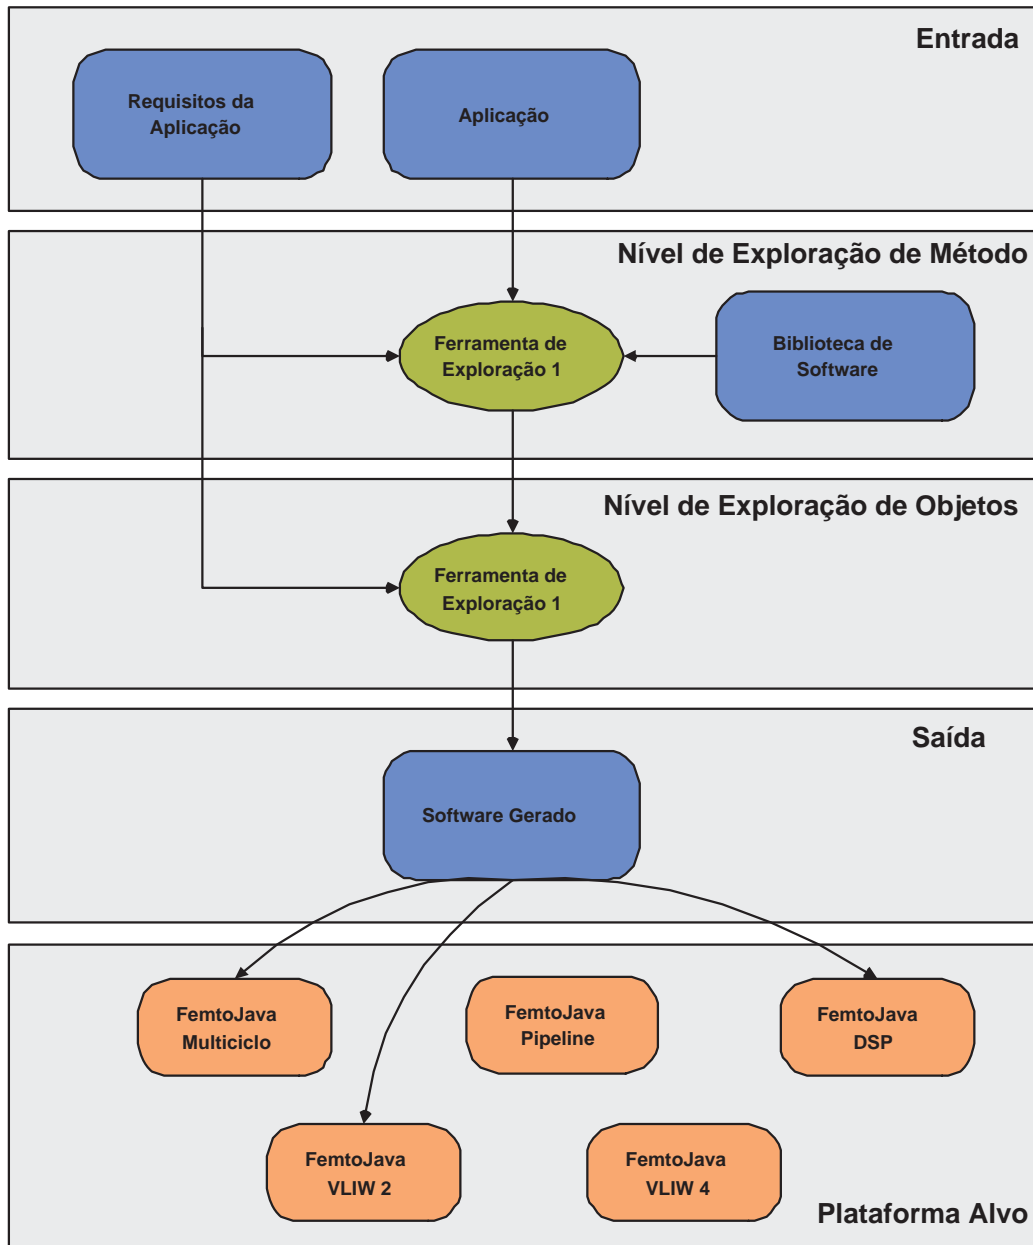 Entrada
Requisitos da
Aplicação
Aplicação
Nível de Exploração de Método
Ferramenta de
Exploração 1
Biblioteca de
Software
Nível de Exploração de Objetos
Ferramenta de
Exploração 1
Saída
Software Gerado
FemtoJava
Multiciclo
FemtoJava
Pipeline
FemtoJava
DSP
FemtoJava
VLIW 2
FemtoJava
VLIW 4
Plataforma Alvo